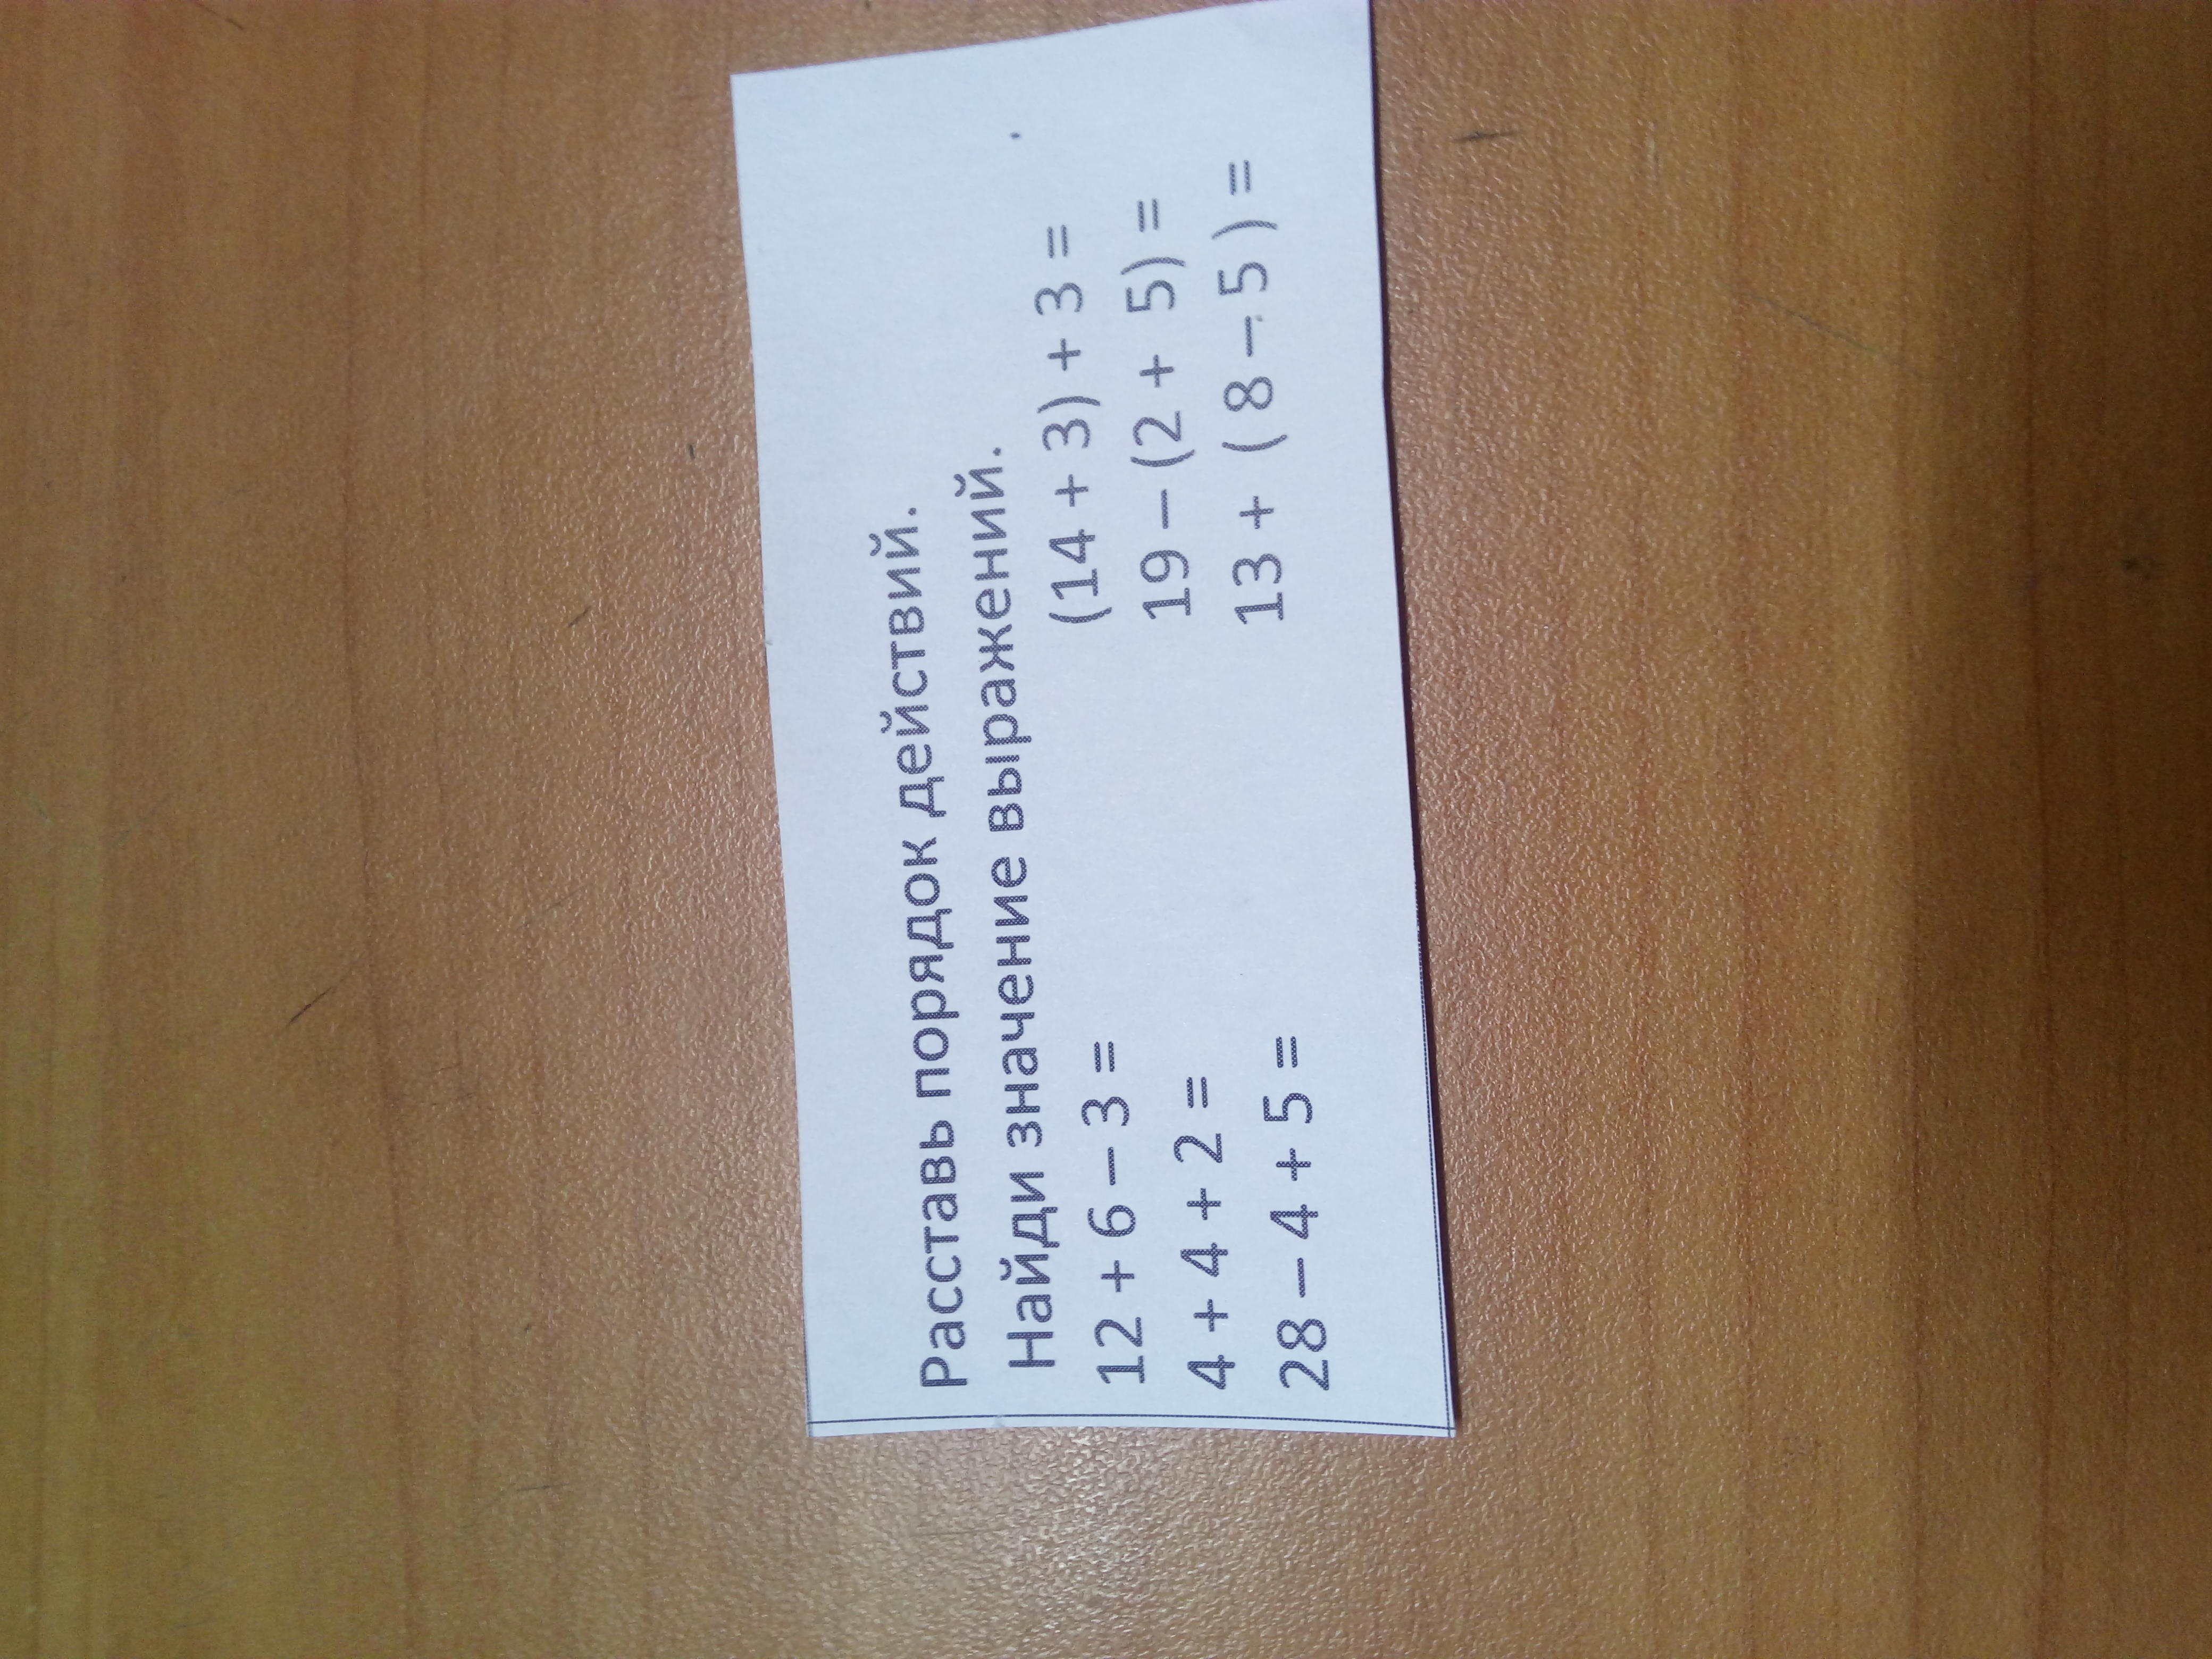 Расставь порядок действий.
Найди значение выражений.
12 + 6 – 3 = (14 + 3) + 3 =
4 + 4 + 2 = 19 – (2 + 5) =
28 – 4 + 5 = 13 + ( 8 – 5 ) =